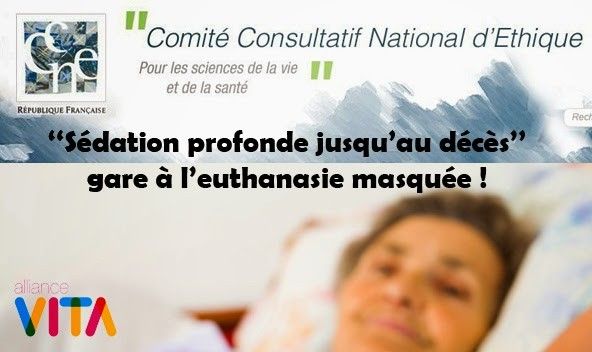 ccne
RÉPUBLIQUE FRANÇAISE
" Comité Consultatif National d'Ethique
Pour les sciences de la vie
et de la santé "
Rech
“Sédation profonde jusqu’au décès”
gare à l’euthanasie masquée !
alliance
VITA